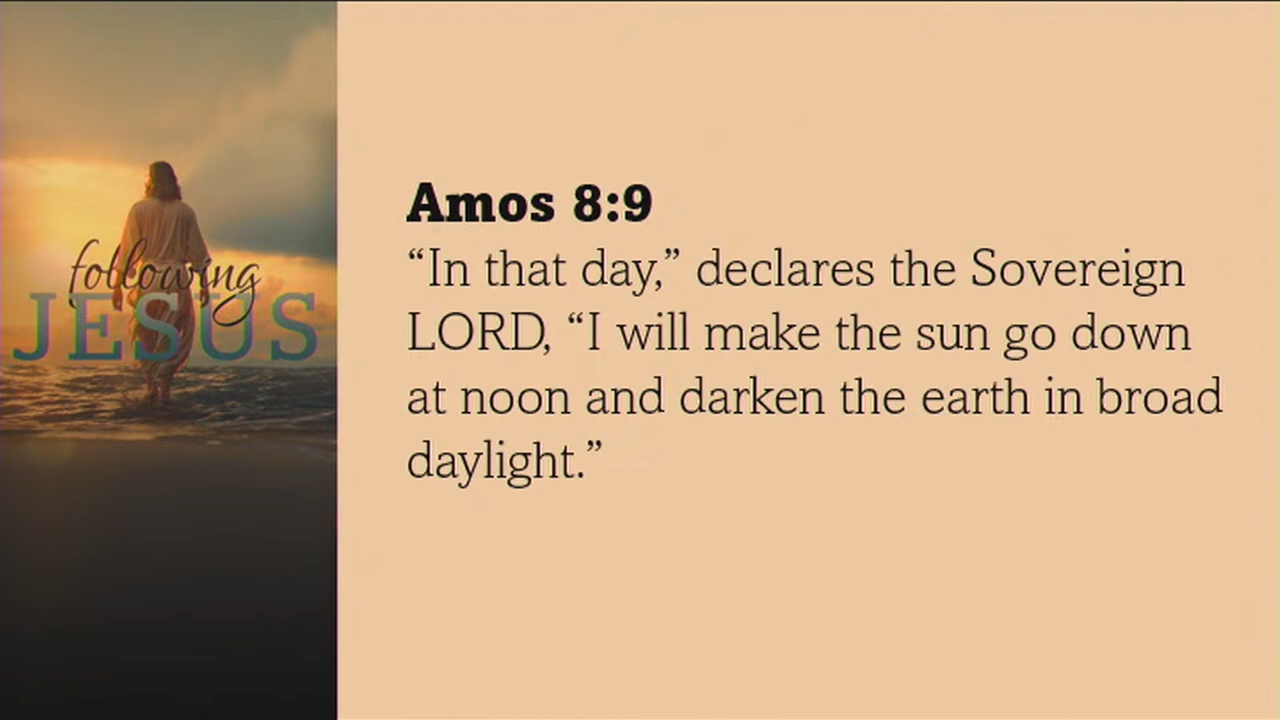 following
JESUS
Amos 8:9
“In that day,” declares the Sovereign
LORD, “I will make the sun go down
at noon and darken the earth in broad
daylight.”